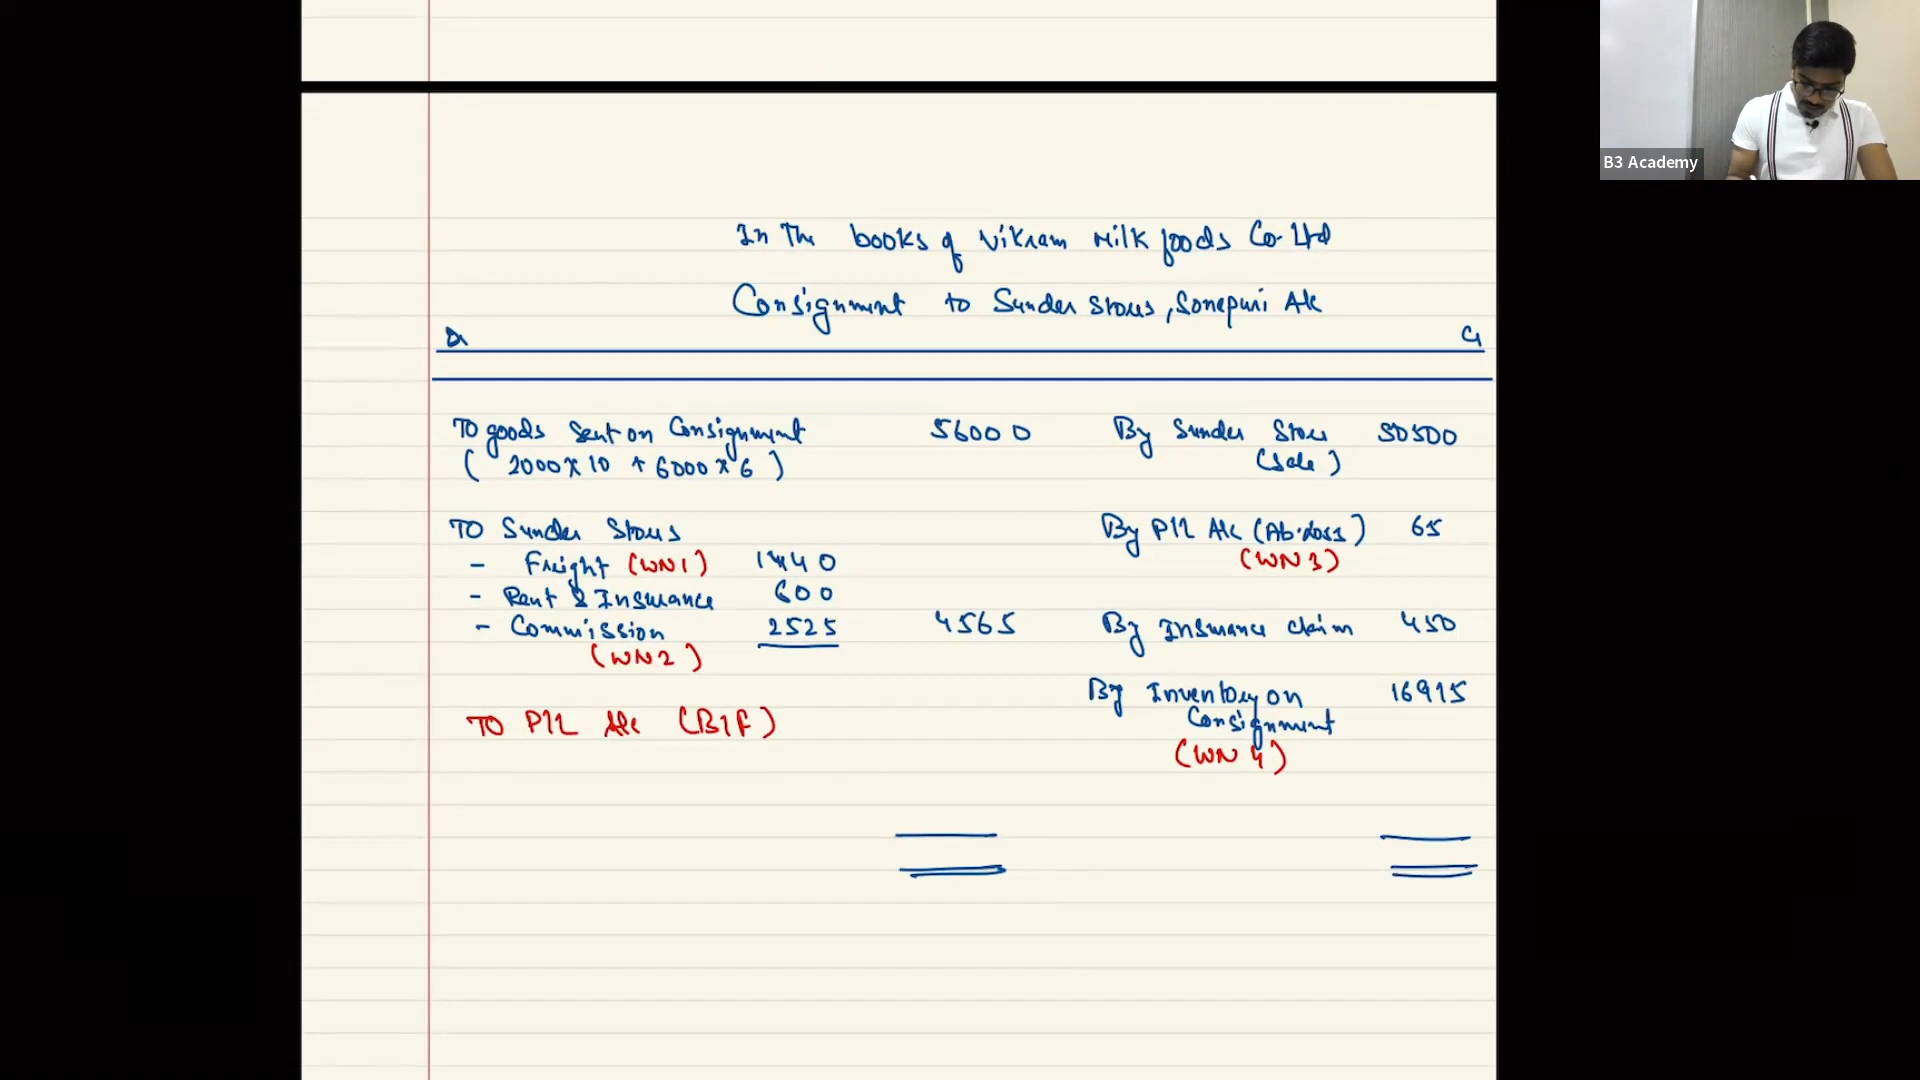 B3 Academy
In The books of Vikram Milk foods Co. Ltd
Consignment to Sunder Stores, Sonepuri A/c
Dr Cr
To goods sent on Consignment 56000 By Sunder Store 50500
(2000 x 10 + 6000 x 6) (Sale)
To Sunder Stores By P/L A/c (Ab. loss) 65
- Freight (WN1) 1440 (WN3)
- Rent & Insurance 600
- Commission 2525 4565 By Insurance claim 450
(WN2)
By Inventory on 16915
To P/L A/c (B/F) Consignment
(WN 4)